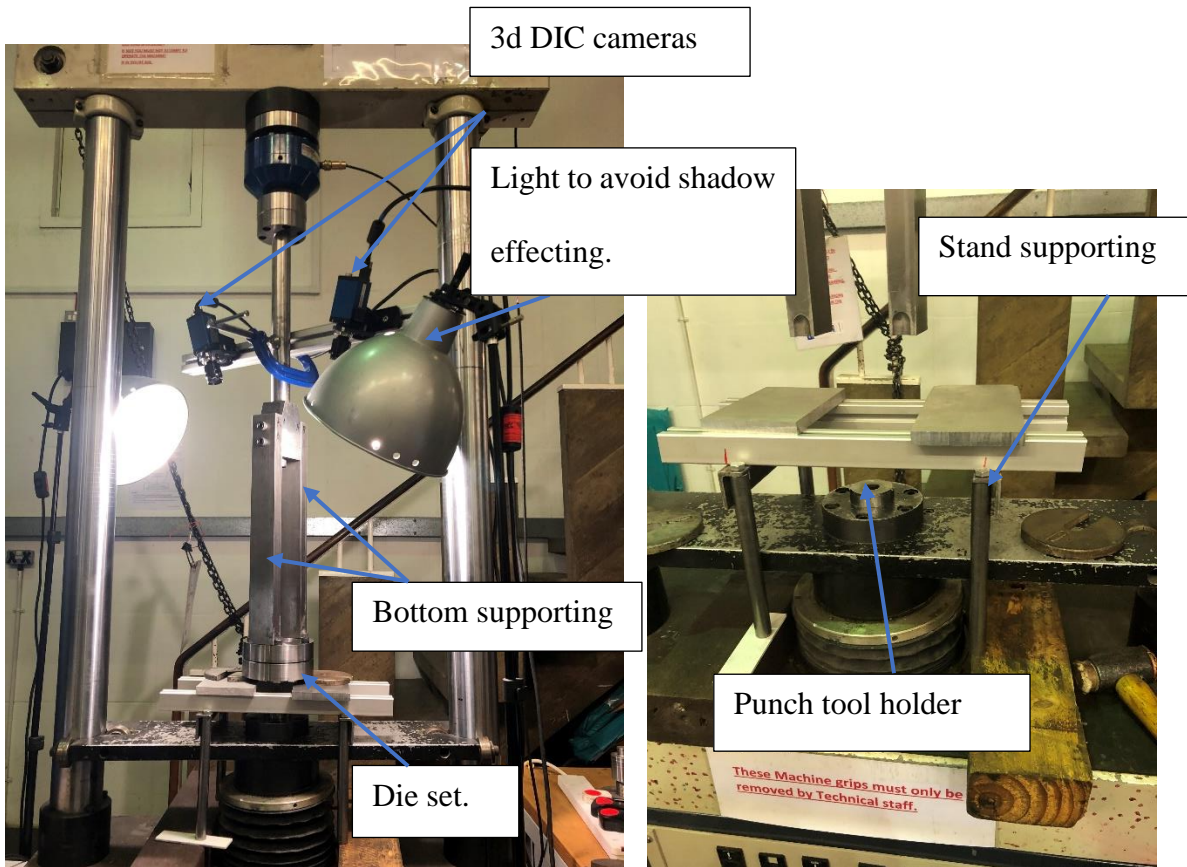 3d DIC cameras
Light to avoid shadow
effecting.
Stand supporting
Bottom supporting
Punch tool holder
Die set.
These Machine grips must only be
removed by Technical staff.